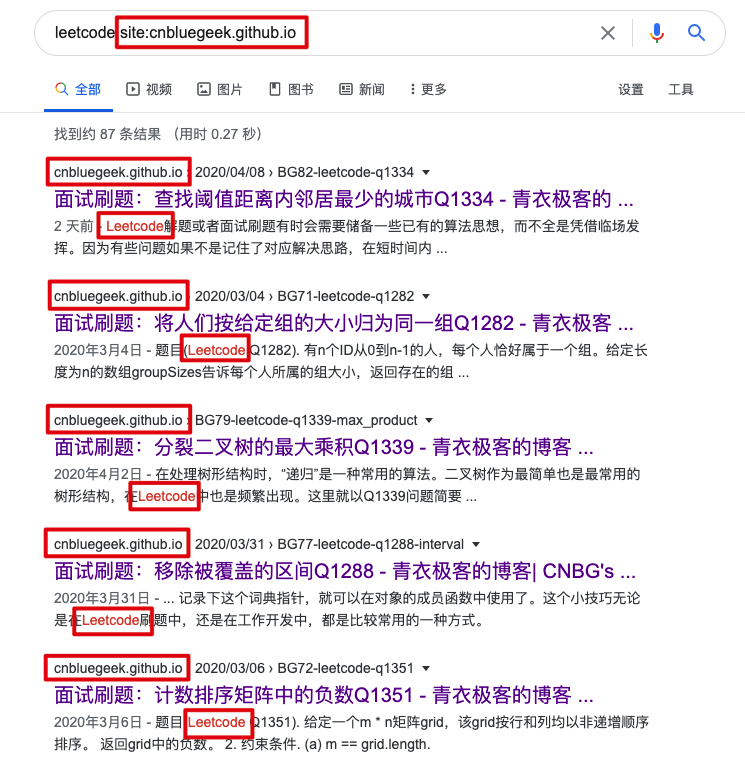 leetcode site:cnbluegeek.github.io
全部 视频 图片 图书 新闻 更多 设置 工具
找到约 87 条结果 （用时 0.27 秒）
cnbluegeek.github.io › 2020/04/08 › BG82-leetcode-q1334
面试刷题：查找阈值距离内邻居最少的城市Q1334 - 青衣极客的 ...
2 天前 - Leetcode解题或者面试刷题有时会需要储备一些已有的算法思想，而不全是凭借临场发
挥。因为有些问题如果不是记住了对应解决思路，在短时间内 ...
cnbluegeek.github.io › 2020/03/04 › BG71-leetcode-q1282
面试刷题：将人们按给定组的大小归为同一组Q1282 - 青衣极客 ...
2020年3月4日 - 题目(Leetcode Q1282). 有n个ID从0到n-1的人，每个人恰好属于一个组。给定长
度为n的数组groupSizes告诉每个人所属的组大小，返回存在的组 ...
cnbluegeek.github.io › BG79-leetcode-q1339-max_product
面试刷题：分裂二叉树的最大乘积Q1339 - 青衣极客的博客 ...
2020年4月2日 - 在处理树形结构时，“递归”是一种常用的算法。二叉树作为最简单也是最常用的
树形结构，在Leetcode中也是频繁出现。这里就以Q1339问题简要 ...
cnbluegeek.github.io › 2020/03/31 › BG77-leetcode-q1288-interval
面试刷题：移除被覆盖的区间Q1288 - 青衣极客的博客| CNBG's ...
2020年3月31日 - ... 记录下这个词典指针，就可以在对象的成员函数中使用了。这个小技巧无论
是在Leetcode刷题中，还是在工作开发中，都是比较常用的一种方式。
cnbluegeek.github.io › 2020/03/06 › BG72-leetcode-q1351
面试刷题：计数排序矩阵中的负数Q1351 - 青衣极客的博客 ...
2020年3月6日 - 题目(Leetcode Q1351). 给定一个m * n矩阵grid，该grid按行和列均以非递增顺序
排序。 返回grid中的负数。 2. 约束条件. (a) m == grid.length.